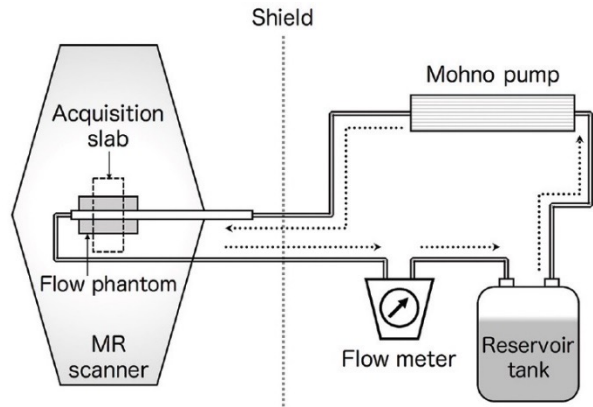 Shield
Mohno pump
Acquisition
slab
Flow phantom
MR
scanner
Flow meter
Reservoir
tank